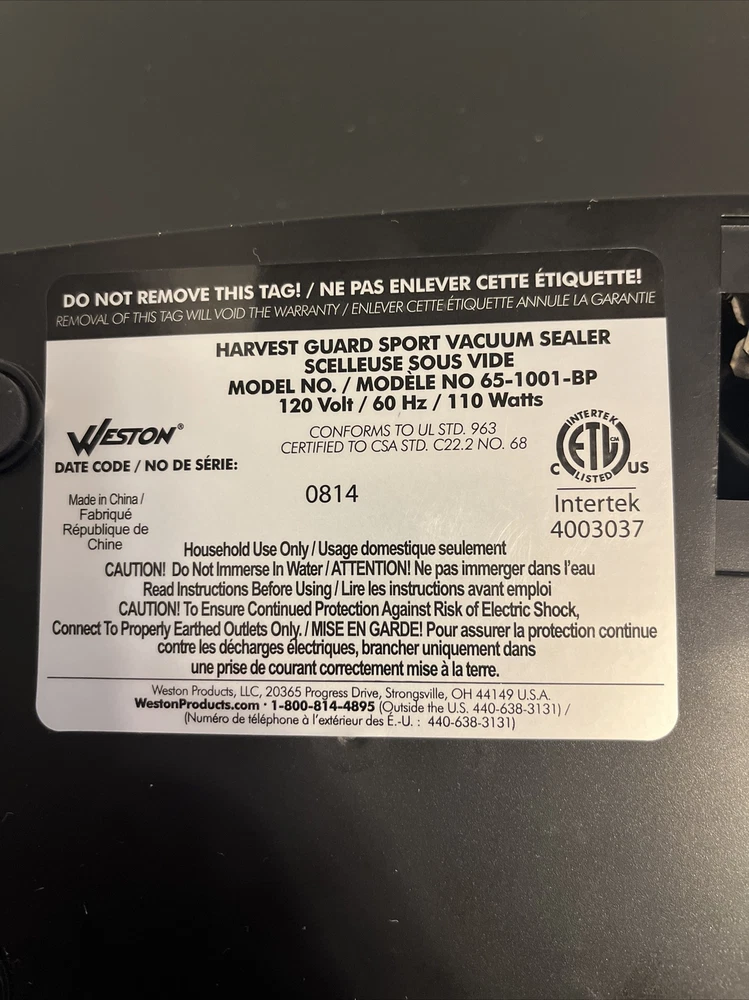 DO NOT REMOVE THIS TAG! / NE PAS ENLEVER CETTE ÉTIQUETTE!
REMOVAL OF THIS TAG WILL VOID THE WARRANTY / ENLEVER CETTE ÉTIQUETTE ANNULE LA GARANTIE
HARVEST GUARD SPORT VACUUM SEALER
SCELLEUSE SOUS VIDE
MODEL NO. / MODÈLE NO 65-1001-BP
120 Volt / 60 Hz / 110 Watts
WESTON®
CONFORMS TO UL STD. 963
CERTIFIED TO CSA STD. C22.2 NO. 68
INTERTEK
ETL CM
C US
LISTED
DATE CODE / NO DE SÉRIE:
0814
Intertek
4003037
Made in China /
Fabriqué
République de
Chine
Household Use Only / Usage domestique seulement
CAUTION! Do Not Immerse In Water / ATTENTION! Ne pas immerger dans l'eau
Read Instructions Before Using / Lire les instructions avant emploi
CAUTION! To Ensure Continued Protection Against Risk of Electric Shock,
Connect To Properly Earthed Outlets Only. / MISE EN GARDE! Pour assurer la protection continue
contre les décharges électriques, brancher uniquement dans
une prise de courant correctement mise à la terre.
Weston Products, LLC, 20365 Progress Drive, Strongsville, OH 44149 U.S.A.
WestonProducts.com · 1-800-814-4895 (Outside the U.S. 440-638-3131) /
(Numéro de téléphone à l'extérieur des É.-U. : 440-638-3131)